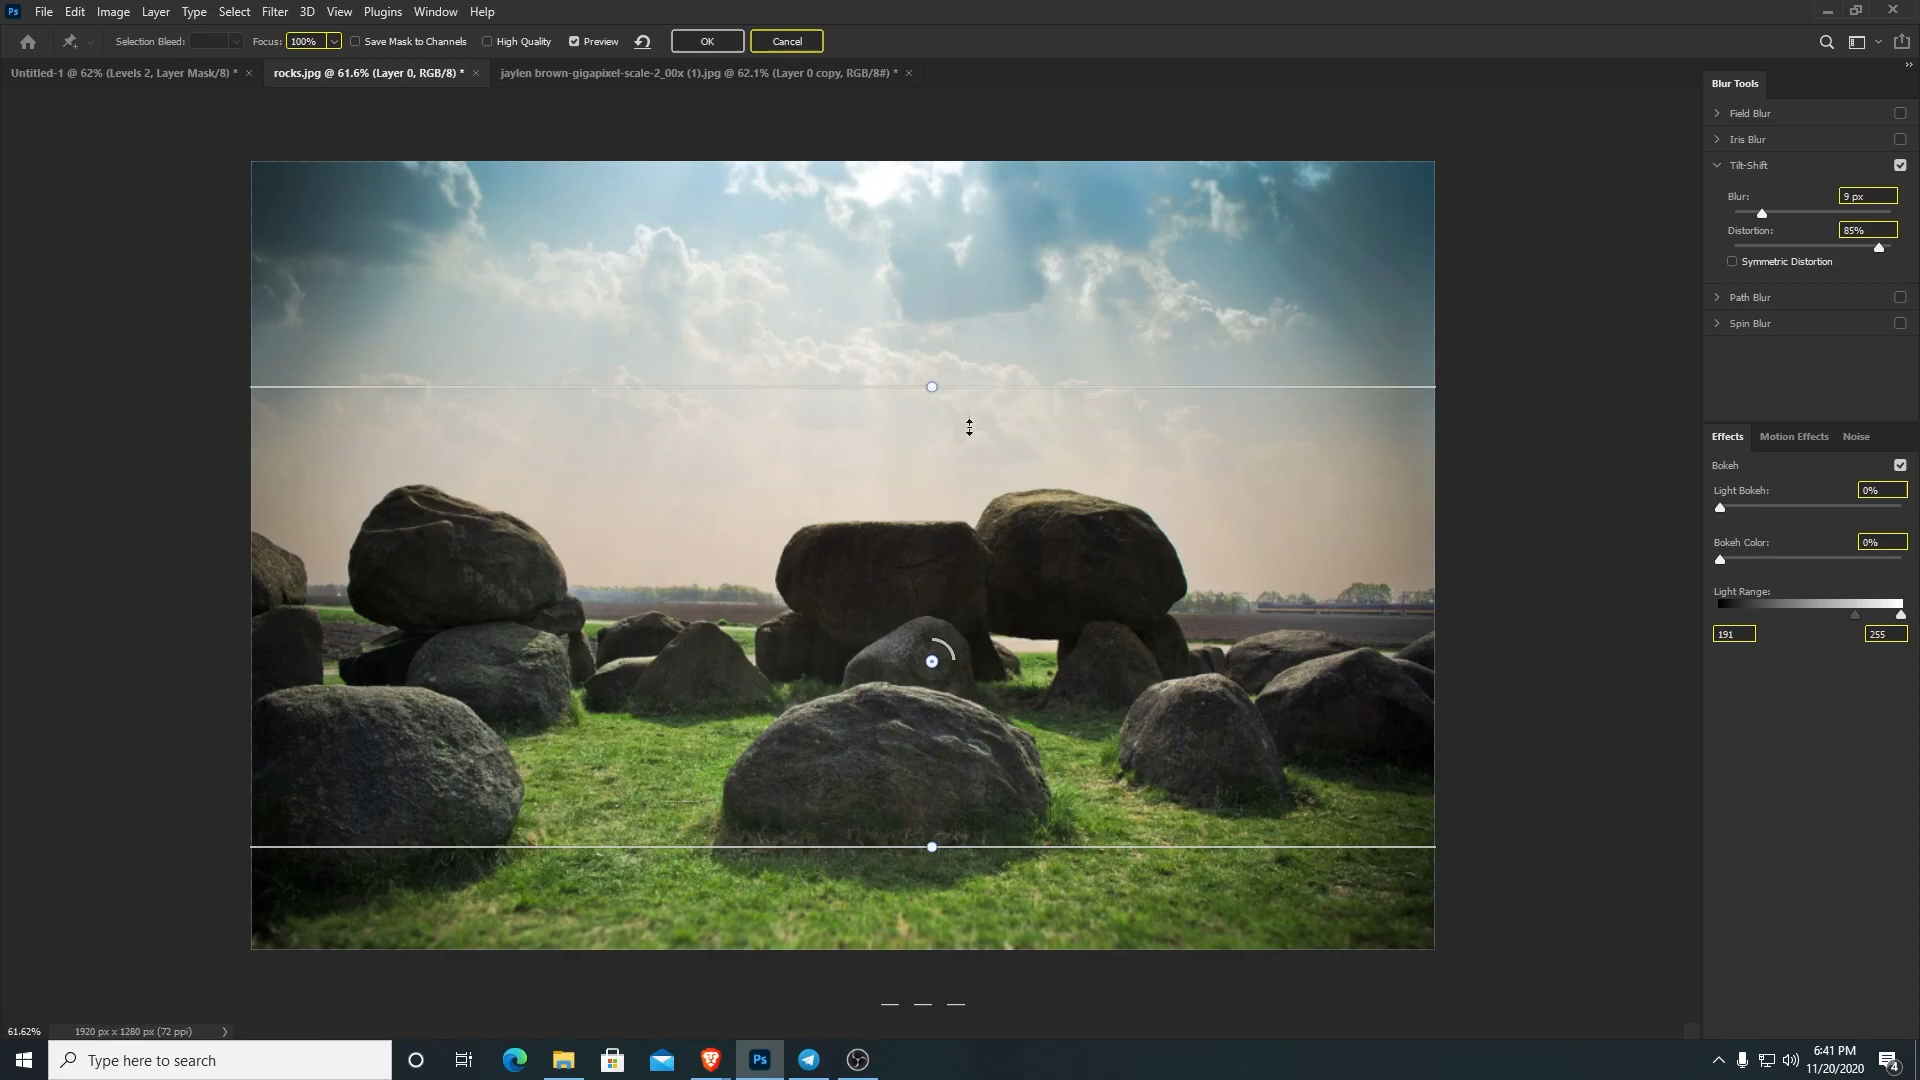 Ps File Edit Image Layer Type Select Filter 3D View Plugins Window Help
Selection Bleed: Focus: 100% Save Mask to Channels High Quality Preview OK Cancel
Untitled-1 @ 62% (Levels 2, Layer Mask/8) * × rocks.jpg @ 61.6% (Layer 0, RGB/8) * × jaylen brown-gigapixel-scale-2_00x (1).jpg @ 62.1% (Layer 0 copy, RGB/8#) * ×
Blur Tools
Field Blur
Iris Blur
Tilt-Shift
Blur: 9 px
Distortion: 85%
Symmetric Distortion
Path Blur
Spin Blur
Effects Motion Effects Noise
Bokeh
Light Bokeh: 0%
Bokeh Color: 0%
Light Range:
191 255
61.62% 1920 px x 1280 px (72 ppi)
Type here to search
Ps
6:41 PM
11/20/2020
4